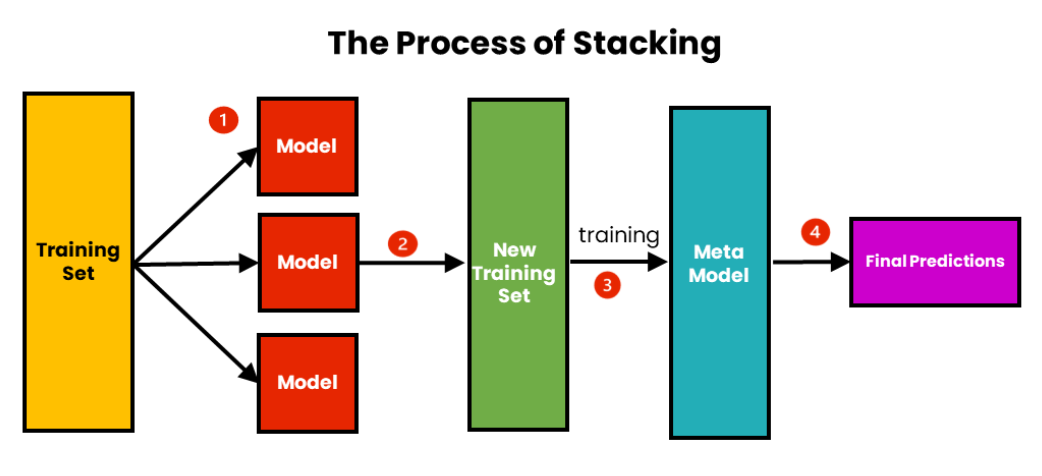 The Process of Stacking
1
Model
Training
Set
Model
2
New
Training
Set
training
3
Meta
Model
4
Final Predictions
Model